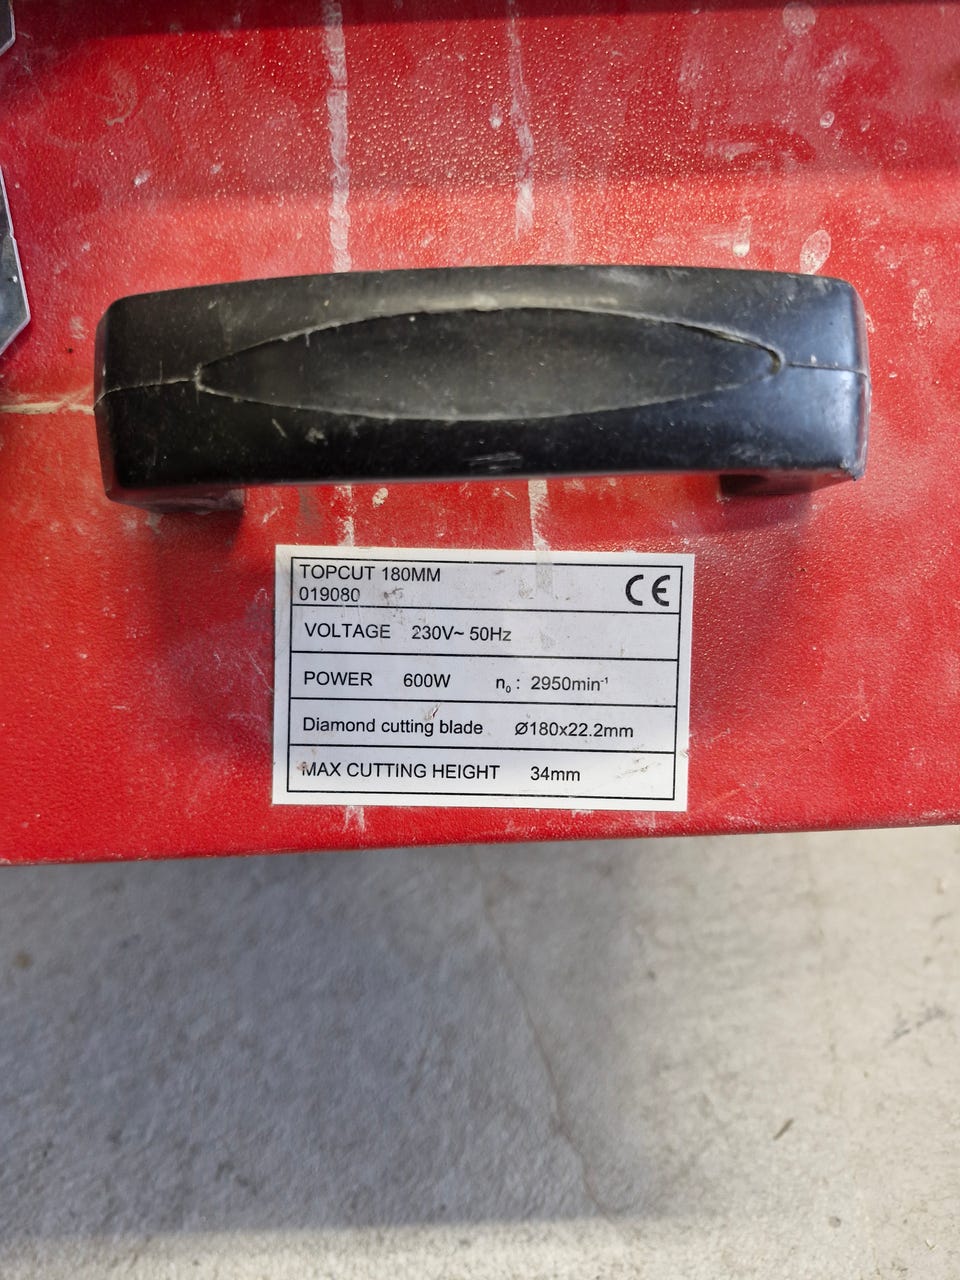 TOPCUT 180MM
019080
CE
VOLTAGE 230V~ 50Hz
POWER 600W n₀ : 2950min⁻¹
Diamond cutting blade Ø180x22.2mm
MAX CUTTING HEIGHT 34mm